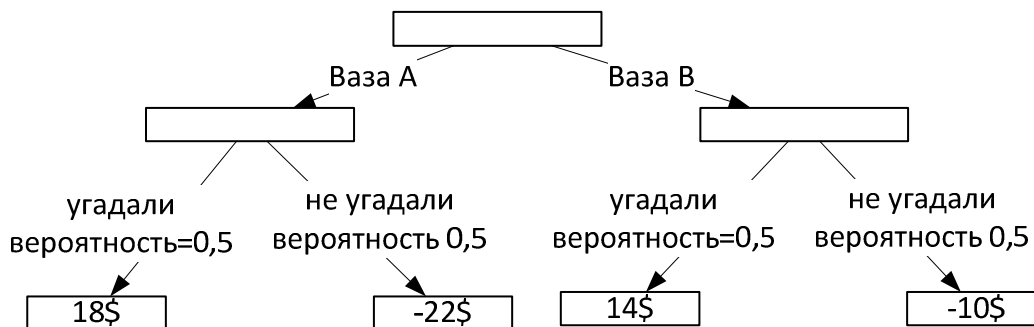 Ваза А
Ваза В
угадали
вероятность=0,5
не угадали
вероятность 0,5
угадали
вероятность=0,5
не угадали
вероятность 0,5
18$
-22$
14$
-10$